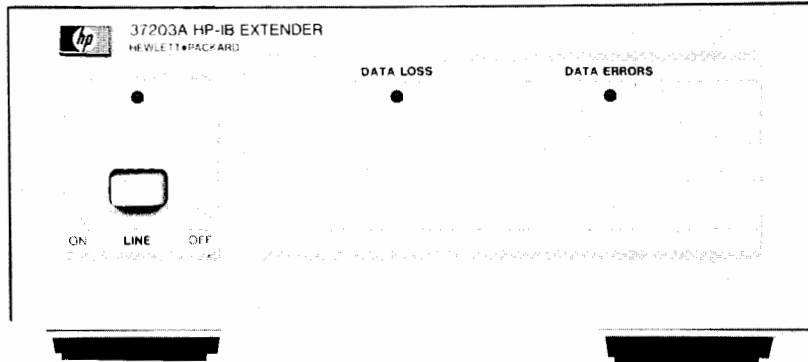 hp
37203A HP-IB EXTENDER
HEWLETT•PACKARD
DATA LOSS
DATA ERRORS
ON LINE OFF